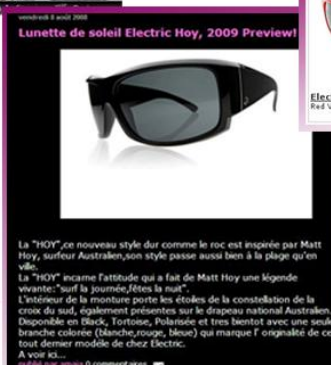 vendredi 8 août 2008
Lunette de soleil Electric Hoy, 2009 Preview!
Elec
Red V
La "HOY",ce nouveau style dur comme le roc est inspirée par Matt
Hoy, surfeur Australien,son style passe aussi bien à la plage qu'en
ville.
La "HOY" incarne l'attitude qui a fait de Matt Hoy une légende
vivante:"surf la journée,fêtes la nuit".
L'intérieur de la monture porte les étoiles de la constellation de la
croix du sud, également présentes sur le drapeau national Australien.
Disponible en Black, Tortoise, Polarisée et tres bientot avec une seule
branche colorée (blanche,rouge, bleue) qui marque l' originalité de ce
tout dernier modèle de chez Electric.
A voir ici...
publié par 0 commentaires